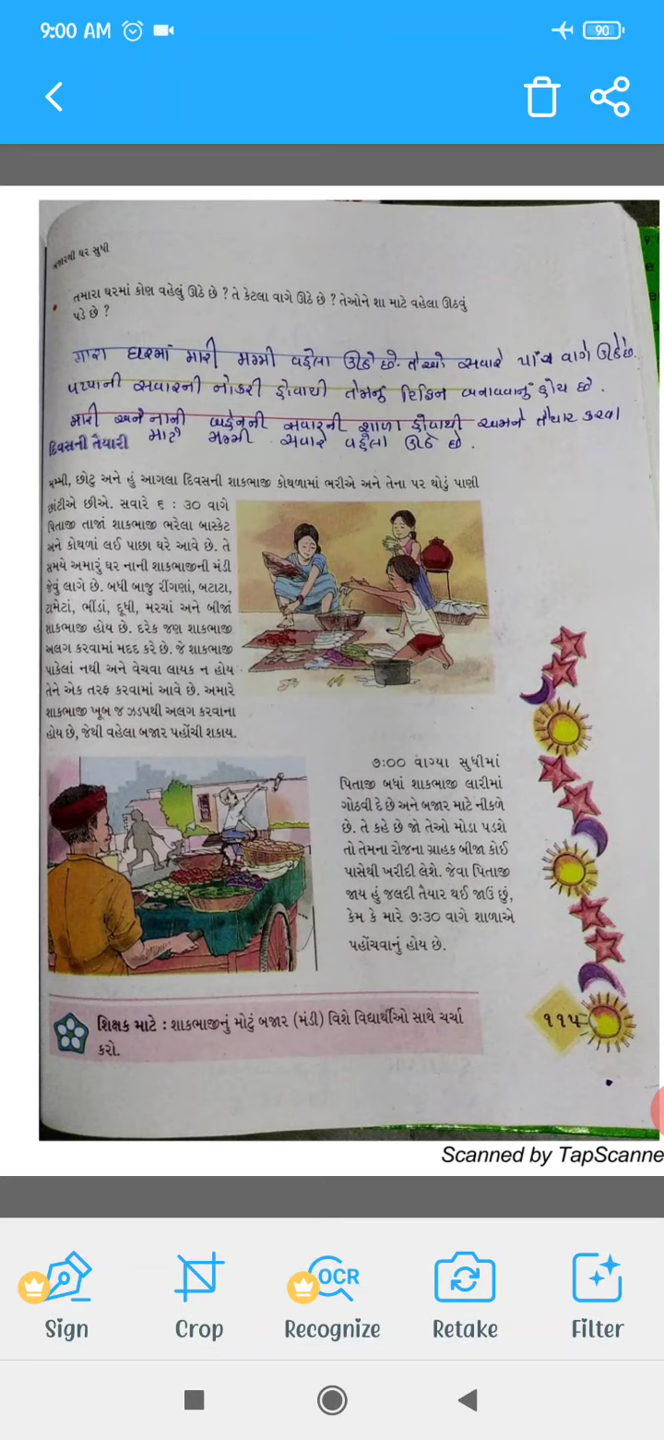 9:00 AM
90
બજારથી ઘર સુધી
તમારા ઘરમાં કોણ વહેલું ઊઠે છે ? તે કેટલા વાગે ઊઠે છે ? તેઓને શા માટે વહેલા ઊઠવું
પડે છે ?
મારા ઘરમાં મારી મમ્મી વહેલા ઊઠે છે. તેઓ સવારે પાંચ વાગે ઊઠે છે.
પપ્પાની સવારની નોકરી હોવાથી તેમનું ટિફિન બનાવવાનું હોય છે.
મારી અને નાની બહેનની સવારની શાળા હોવાથી અમને તૈયાર કરવા
માટે મમ્મી સવારે વહેલા ઊઠે છે.
દિવસની તૈયારી
મમ્મી, છોટુ અને હું આગલા દિવસની શાકભાજી કોથળામાં ભરીએ અને તેના પર થોડું પાણી
છાંટીએ છીએ. સવારે ૬ : ૩૦ વાગે
પિતાજી તાજાં શાકભાજી ભરેલા બાસ્કેટ
અને કોથળાં લઈ પાછા ઘરે આવે છે. તે
સમયે અમારું ઘર નાની શાકભાજીની મંડી
જેવું લાગે છે. બધી બાજુ રીંગણાં, બટાટા,
ટામેટાં, ભીંડાં, દૂધી, મરચાં અને બીજાં
શાકભાજી હોય છે. દરેક જણ શાકભાજી
અલગ કરવામાં મદદ કરે છે. જે શાકભાજી
પાકેલાં નથી અને વેચવા લાયક ન હોય
તેને એક તરફ કરવામાં આવે છે. અમારે
શાકભાજી ખૂબ જ ઝડપથી અલગ કરવાના
હોય છે, જેથી વહેલા બજાર પહોંચી શકાય.
૭:૦૦ વાગ્યા સુધીમાં
પિતાજી બધાં શાકભાજી લારીમાં
ગોઠવી દે છે અને બજાર માટે નીકળે
છે. તે કહે છે જો તેઓ મોડા પડશે
તો તેમના રોજના ગ્રાહક બીજા કોઈ
પાસેથી ખરીદી લેશે. જેવા પિતાજી
જાય હું જલદી તૈયાર થઈ જાઉં છું,
કેમ કે મારે ૭:૩૦ વાગે શાળાએ
પહોંચવાનું હોય છે.
શિક્ષક માટે : શાકભાજીનું મોટું બજાર (મંડી) વિશે વિદ્યાર્થીઓ સાથે ચર્ચા
કરો.
૧૧૫
Scanned by TapScanne
OCR
Sign Crop Recognize Retake Filter